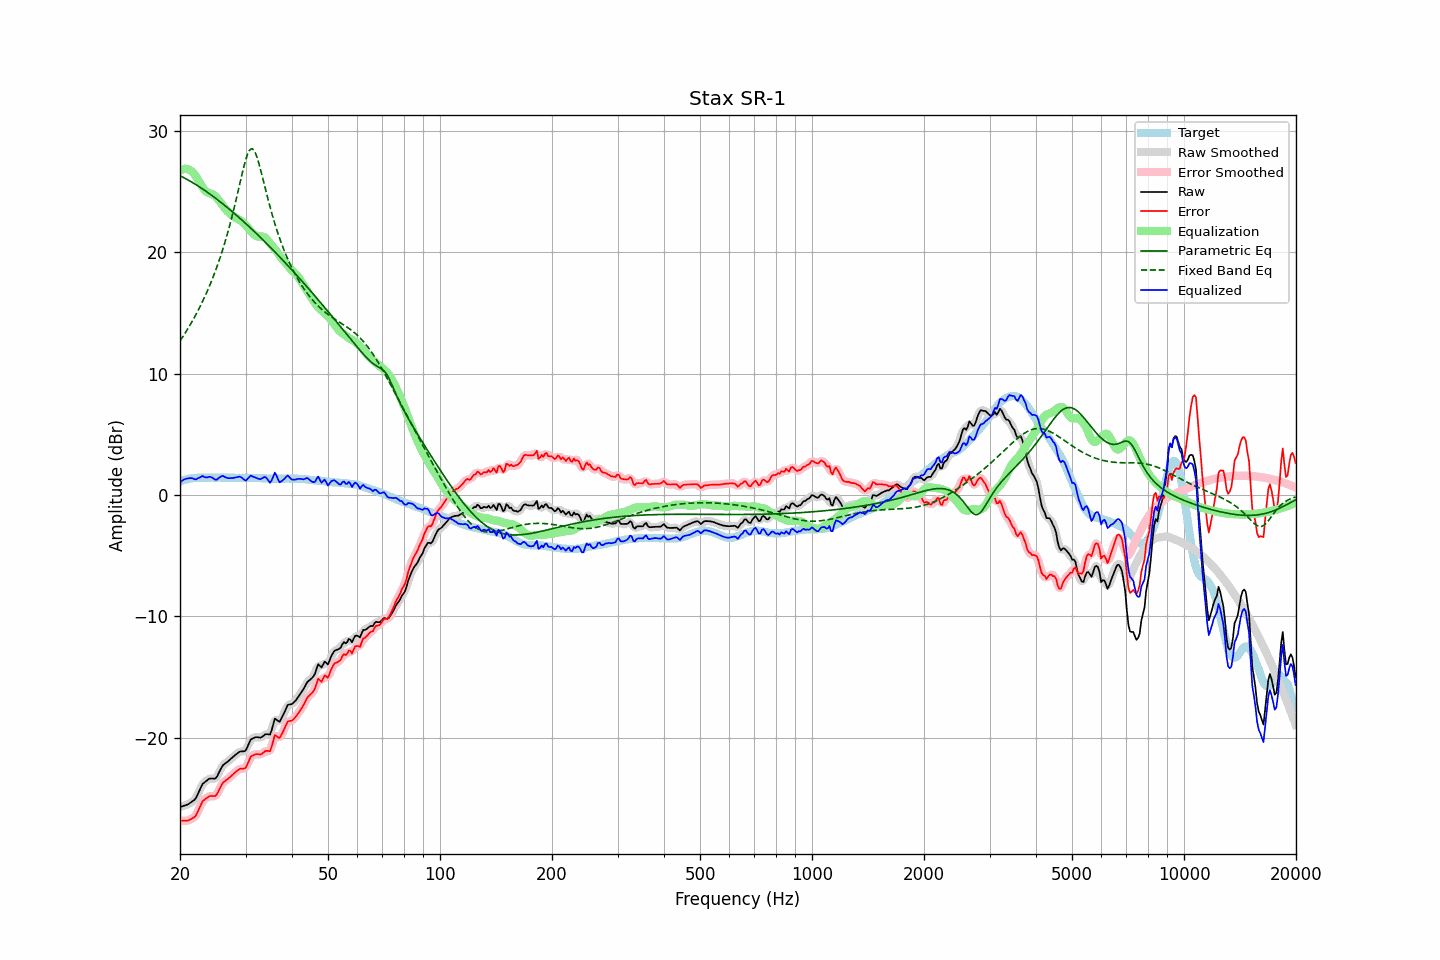 Stax SR-1
Amplitude (dBr)
30
20
10
0
−10
−20
20
50
100
200
500
1000
2000
5000
10000
20000
Frequency (Hz)
Target
Raw Smoothed
Error Smoothed
Raw
Error
Equalization
Parametric Eq
Fixed Band Eq
Equalized